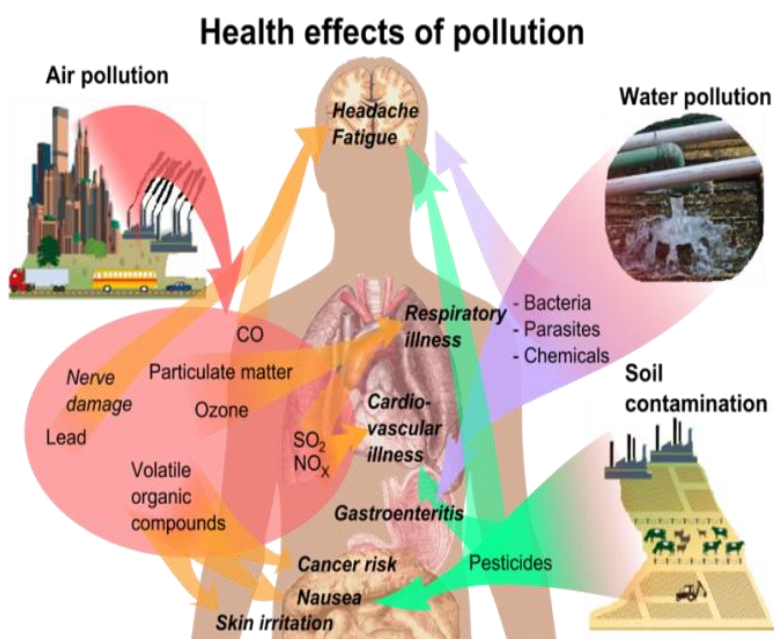 Health effects of pollution
Air pollution
Water pollution
Headache
Fatigue
CO
Particulate matter
Nerve
damage
Ozone
Lead
SO₂
NOₓ
Volatile
organic
compounds
Respiratory
illness
- Bacteria
- Parasites
- Chemicals
Cardio-
vascular
illness
Soil
contamination
Gastroenteritis
Pesticides
Cancer risk
Nausea
Skin irritation